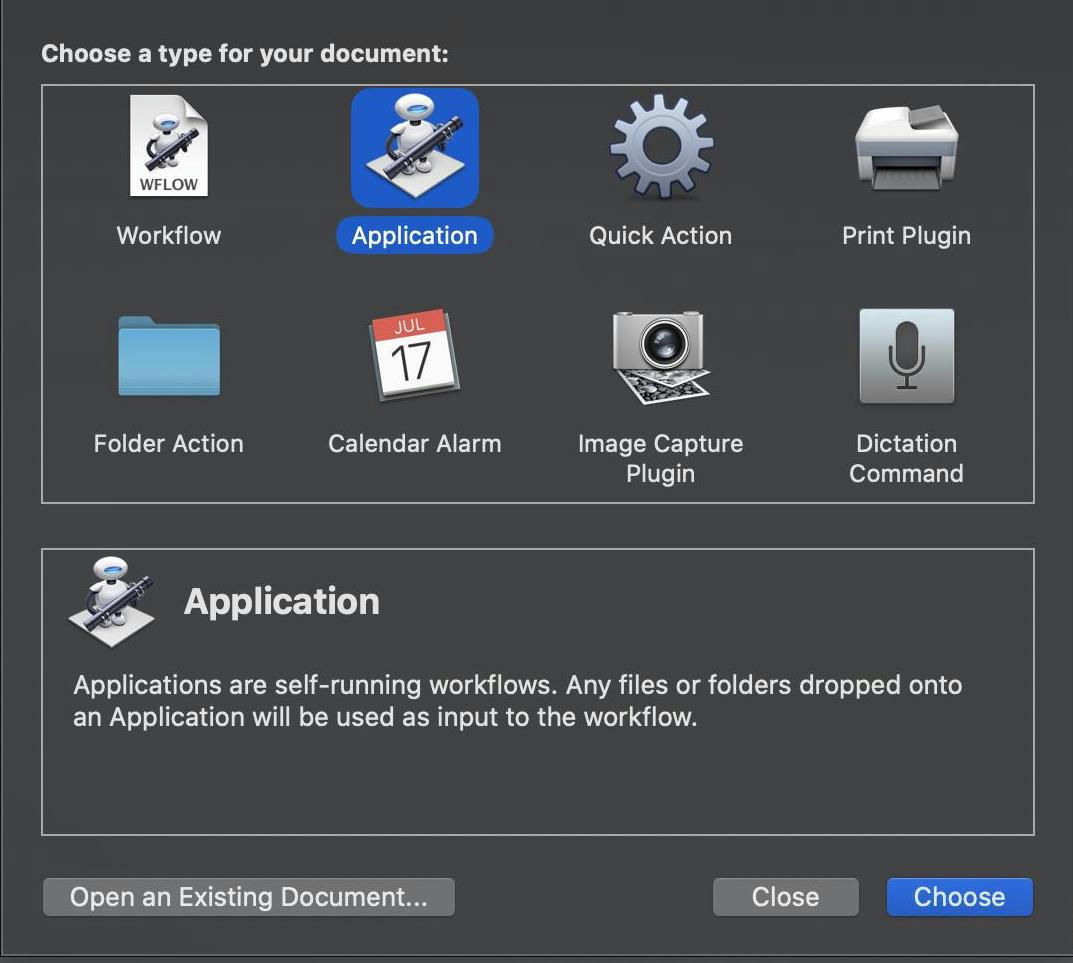 Choose a type for your document:
WFLOW
Workflow
Application
Quick Action
Print Plugin
JUL
17
Folder Action
Calendar Alarm
Image Capture
Plugin
Dictation
Command
Application
Applications are self-running workflows. Any files or folders dropped onto
an Application will be used as input to the workflow.
Open an Existing Document...
Close
Choose